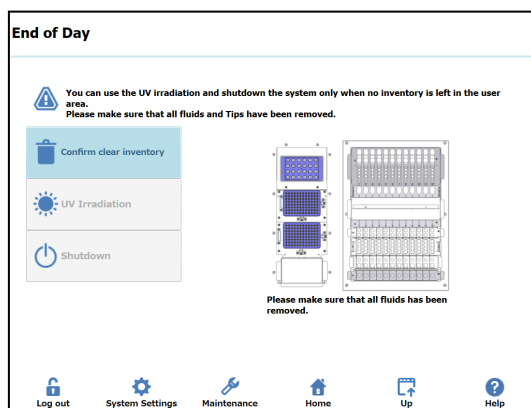 End of Day
You can use the UV irradiation and shutdown the system only when no inventory is left in the user
area.
Please make sure that all fluids and Tips have been removed.
Confirm clear inventory
UV Irradiation
Shutdown
Please make sure that all fluids has been
removed.
Log out
System Settings
Maintenance
Home
Up
Help